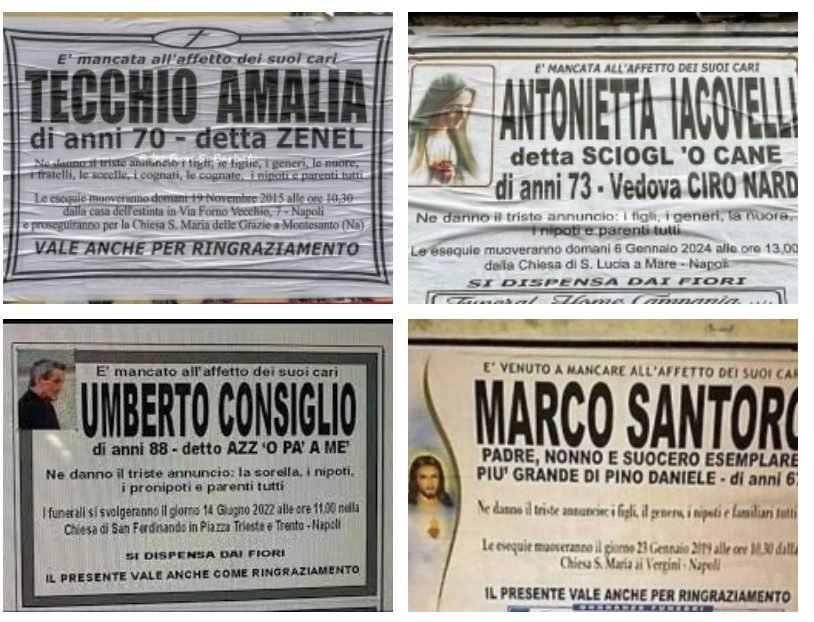 E' mancata all'affetto dei suoi cari
TECCHIO AMALIA
di anni 70 - detta ZENEL
Ne danno il triste annuncio i figli, le figlie, i generi, le nuore,
i fratelli, le sorelle, i cognati, le cognate, i nipoti e parenti tutti
Le esequie muoveranno domani 19 Novembre 2015 alle ore 10,30
dalla casa dell'estinta in Via Forno Vecchio, 7 - Napoli
e proseguiranno per la Chiesa S. Maria delle Grazie a Montesanto (Na)
VALE ANCHE PER RINGRAZIAMENTO
E' MANCATA ALL'AFFETTO DEI SUOI CARI
ANTONIETTA IACOVELLI
detta SCIOGL 'O CANE
di anni 73 - Vedova CIRO NARD
Ne danno il triste annuncio: i figli, i generi, la nuora,
i nipoti e parenti tutti
Le esequie muoveranno domani 6 Gennaio 2024 alle ore 13,00
dalla Chiesa di S. Lucia a Mare - Napoli
SI DISPENSA DAI FIORI
Funeral Home Campania
E' mancato all'affetto dei suoi cari
UMBERTO CONSIGLIO
di anni 88 - detto AZZ 'O PA' A ME'
Ne danno il triste annuncio: la sorella, i nipoti,
i pronipoti e parenti tutti
I funerali si svolgeranno il giorno 14 Giugno 2022 alle ore 11,00 nella
Chiesa di San Ferdinando in Piazza Trieste e Trento - Napoli
SI DISPENSA DAI FIORI
IL PRESENTE VALE ANCHE COME RINGRAZIAMENTO
E' VENUTO A MANCARE ALL'AFFETTO DEI SUOI CAR
MARCO SANTORO
PADRE, NONNO E SUOCERO ESEMPLARE
PIU' GRANDE DI PINO DANIELE - di anni 6
Ne danno il triste annuncio: i figli, il genero, i nipoti e familiari tutti
Le esequie muoveranno il giorno 23 Gennaio 2019 alle ore 10,30 dalla
Chiesa S. Maria ai Vergini - Napoli
IL PRESENTE VALE ANCHE PER RINGRAZIAMENTO